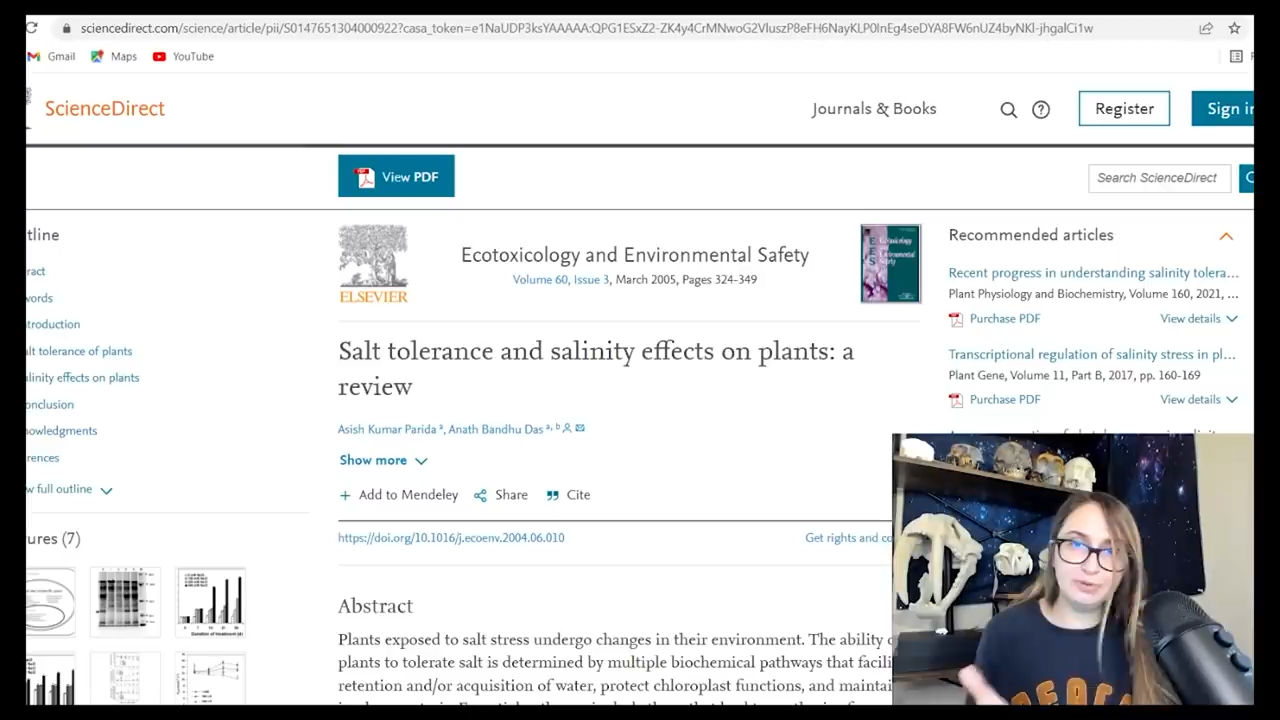 sciencedirect.com/science/article/pii/S0147651304000922?casa_token=e1NaUDP3ksYAAAAA:QPG1ESxZ2-ZK4y4CrMNwoG2VluszP8eFH6NayKLP0lnEg4seDYA8FW6nUZ4byNKl-jhgalCi1w
Gmail Maps YouTube
ScienceDirect
Journals & Books
Register
Sign in
View PDF
Search ScienceDirect
tline
ract
words
troduction
lt tolerance of plants
linity effects on plants
onclusion
nowledgments
rences
w full outline
ures (7)
Duration of treatment (d)
ELSEVIER
Ecotoxicology and Environmental Safety
Volume 60, Issue 3, March 2005, Pages 324-349
Salt tolerance and salinity effects on plants: a
review
Asish Kumar Parida a, Anath Bandhu Das a, b
Show more
Add to Mendeley Share Cite
https://doi.org/10.1016/j.ecoenv.2004.06.010
Get rights and co
Abstract
Plants exposed to salt stress undergo changes in their environment. The ability o
plants to tolerate salt is determined by multiple biochemical pathways that facili
retention and/or acquisition of water, protect chloroplast functions, and maintai
Recommended articles
Recent progress in understanding salinity tolera...
Plant Physiology and Biochemistry, Volume 160, 2021, ...
Purchase PDF View details
Transcriptional regulation of salinity stress in pl...
Plant Gene, Volume 11, Part B, 2017, pp. 160-169
Purchase PDF View details